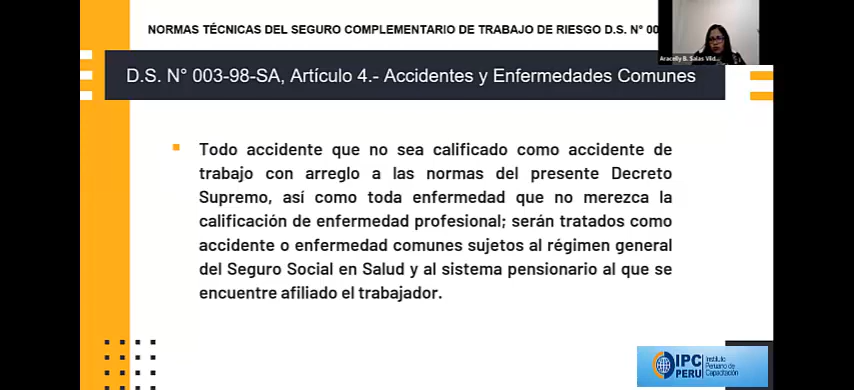 NORMAS TÉCNICAS DEL SEGURO COMPLEMENTARIO DE TRABAJO DE RIESGO D.S. N° 00
Aracelly B. Salas Vild...
D.S. N° 003-98-SA, Artículo 4.- Accidentes y Enfermedades Comunes
Todo accidente que no sea calificado como accidente de
trabajo con arreglo a las normas del presente Decreto
Supremo, así como toda enfermedad que no merezca la
calificación de enfermedad profesional; serán tratados como
accidente o enfermedad comunes sujetos al régimen general
del Seguro Social en Salud y al sistema pensionario al que se
encuentre afiliado el trabajador.
IPC
PERU
Instituto
Peruano de
Capacitación